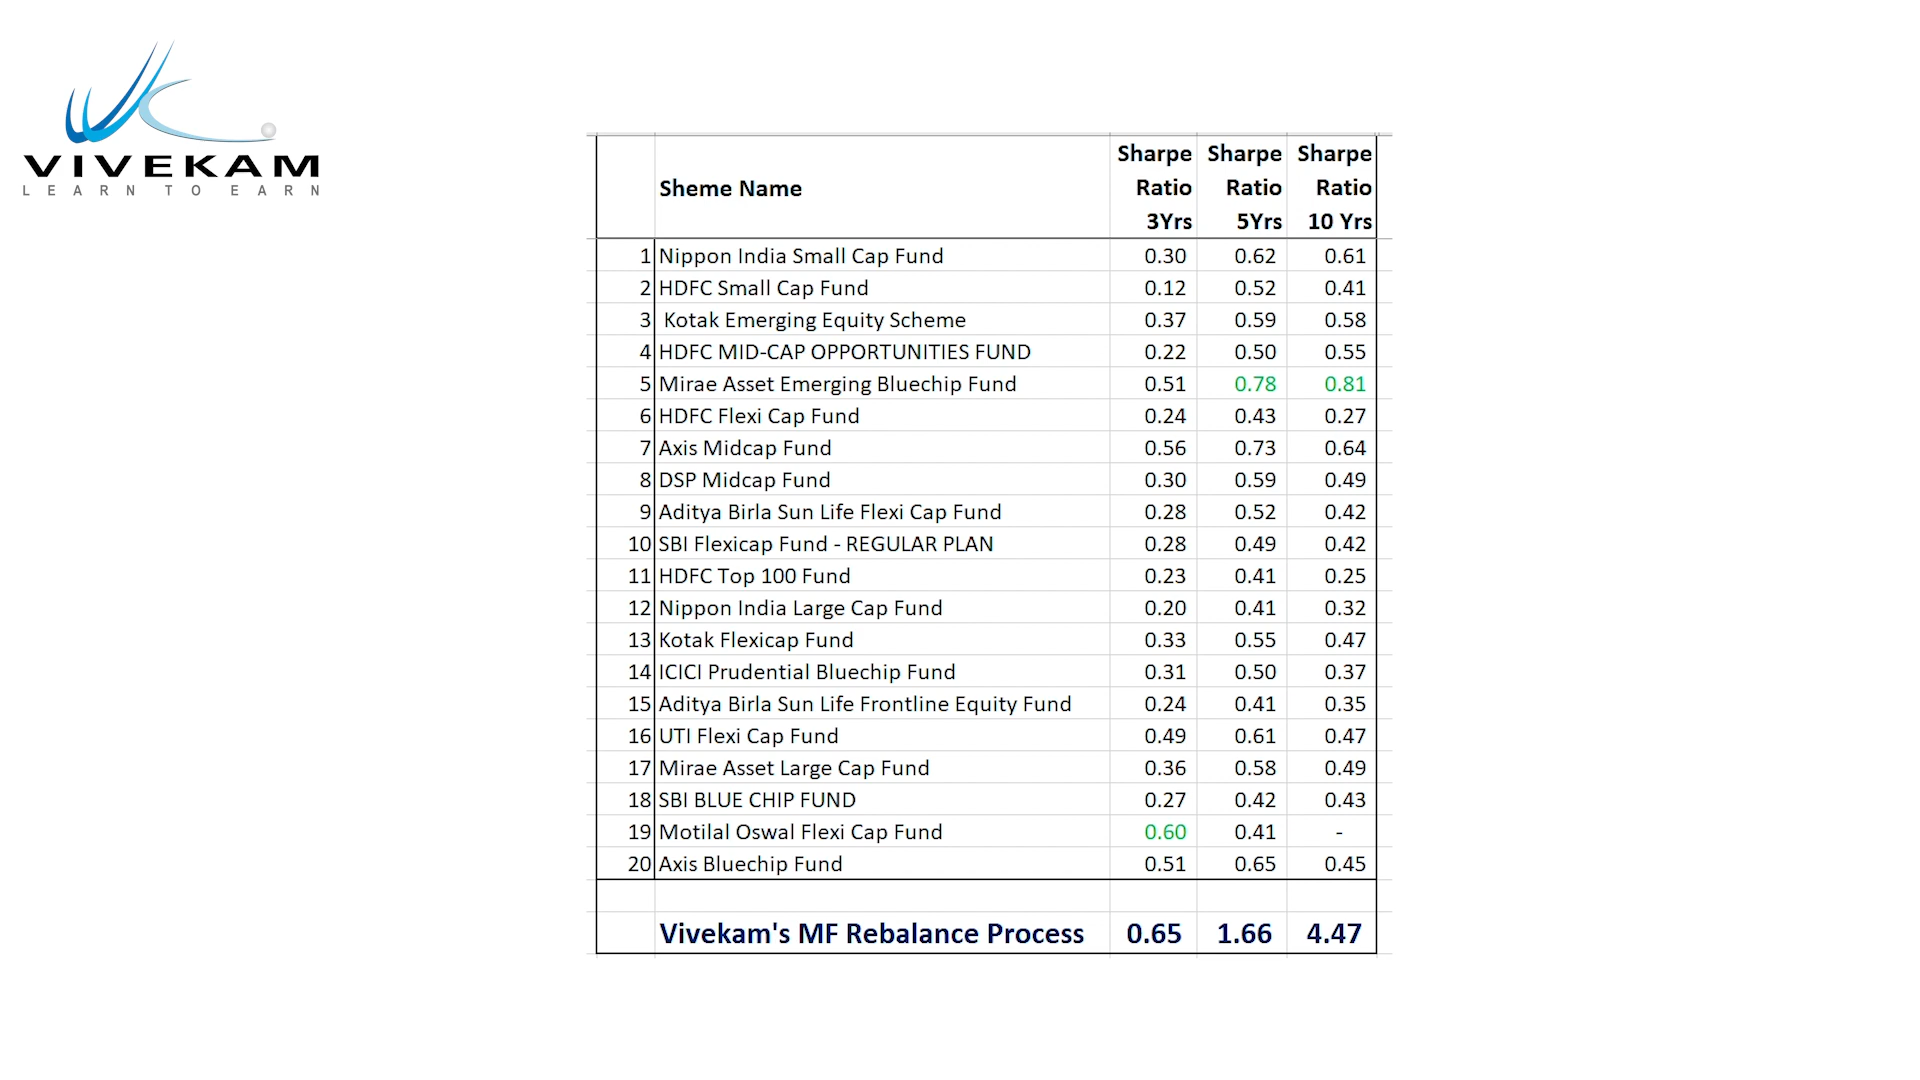 VIVEKAM
LEARN TO EARN
Sheme Name Sharpe Ratio 3Yrs Sharpe Ratio 5Yrs Sharpe Ratio 10 Yrs
1 Nippon India Small Cap Fund 0.30 0.62 0.61
2 HDFC Small Cap Fund 0.12 0.52 0.41
3 Kotak Emerging Equity Scheme 0.37 0.59 0.58
4 HDFC MID-CAP OPPORTUNITIES FUND 0.22 0.50 0.55
5 Mirae Asset Emerging Bluechip Fund 0.51 0.78 0.81
6 HDFC Flexi Cap Fund 0.24 0.43 0.27
7 Axis Midcap Fund 0.56 0.73 0.64
8 DSP Midcap Fund 0.30 0.59 0.49
9 Aditya Birla Sun Life Flexi Cap Fund 0.28 0.52 0.42
10 SBI Flexicap Fund - REGULAR PLAN 0.28 0.49 0.42
11 HDFC Top 100 Fund 0.23 0.41 0.25
12 Nippon India Large Cap Fund 0.20 0.41 0.32
13 Kotak Flexicap Fund 0.33 0.55 0.47
14 ICICI Prudential Bluechip Fund 0.31 0.50 0.37
15 Aditya Birla Sun Life Frontline Equity Fund 0.24 0.41 0.35
16 UTI Flexi Cap Fund 0.49 0.61 0.47
17 Mirae Asset Large Cap Fund 0.36 0.58 0.49
18 SBI BLUE CHIP FUND 0.27 0.42 0.43
19 Motilal Oswal Flexi Cap Fund 0.60 0.41 -
20 Axis Bluechip Fund 0.51 0.65 0.45
Vivekam's MF Rebalance Process 0.65 1.66 4.47